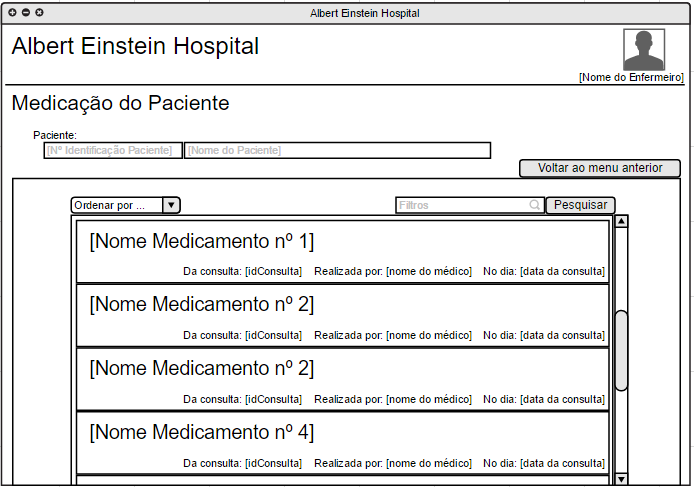 Albert Einstein Hospital
Albert Einstein Hospital
[Nome do Enfermeiro]
Medicação do Paciente
Paciente:
[Nº Identificação Paciente] [Nome do Paciente]
Voltar ao menu anterior
Ordenar por ... Filtros Pesquisar
[Nome Medicamento nº 1]
Da consulta: [idConsulta] Realizada por: [nome do médico] No dia: [data da consulta]
[Nome Medicamento nº 2]
Da consulta: [idConsulta] Realizada por: [nome do médico] No dia: [data da consulta]
[Nome Medicamento nº 2]
Da consulta: [idConsulta] Realizada por: [nome do médico] No dia: [data da consulta]
[Nome Medicamento nº 4]
Da consulta: [idConsulta] Realizada por: [nome do médico] No dia: [data da consulta]